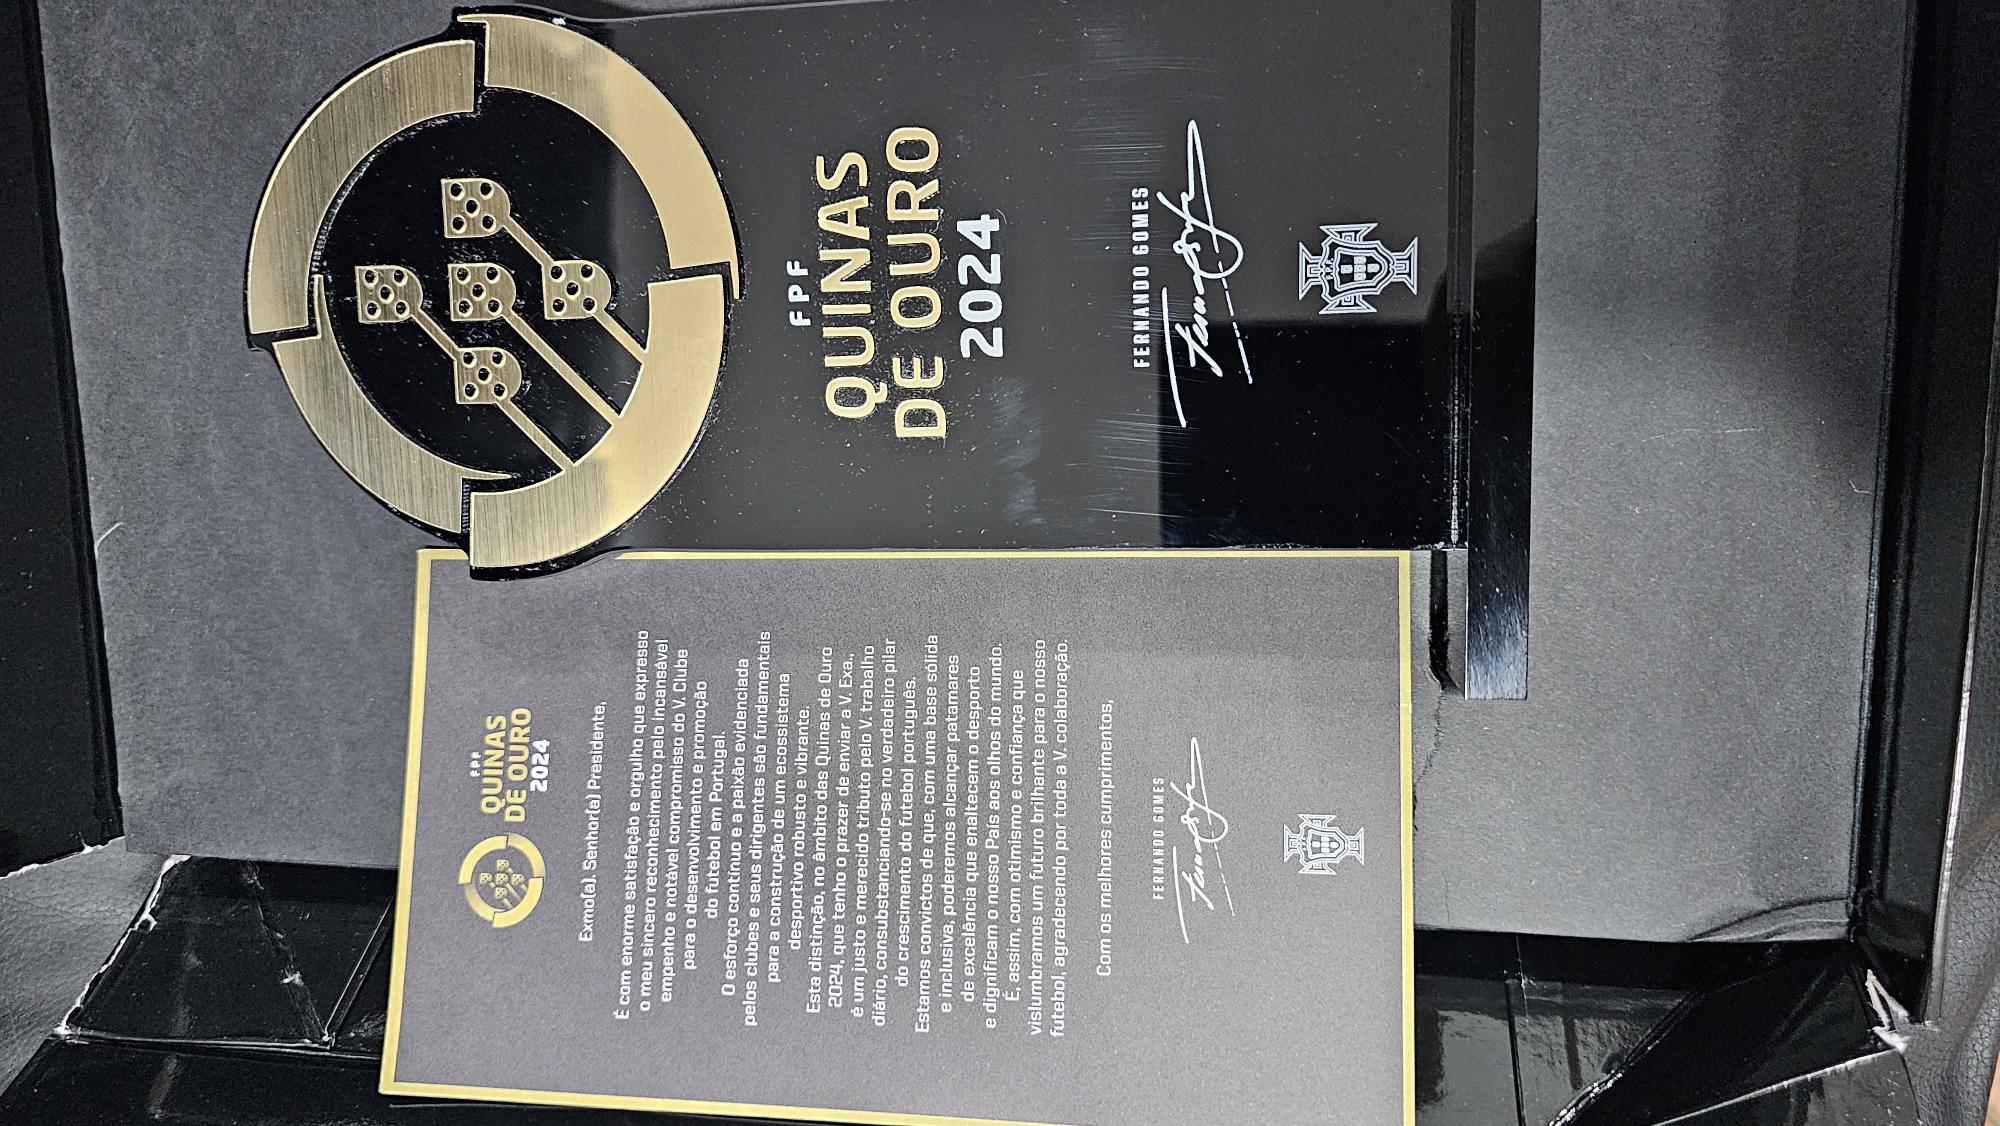 FPF
QUINAS
DE OURO
2024
FERNANDO GOMES
FPF
QUINAS
DE OURO
2024
Exmo(a). Senhor(a) Presidente,
É com enorme satisfação e orgulho que expresso
o meu sincero reconhecimento pelo incansável
empenho e notável compromisso do V. Clube
para o desenvolvimento e promoção
do futebol em Portugal.
O esforço contínuo e a paixão evidenciada
pelos clubes e seus dirigentes são fundamentais
para a construção de um ecossistema
desportivo robusto e vibrante.
Esta distinção, no âmbito das Quinas de Ouro
2024, que tenho o prazer de enviar a V. Exa.,
é um justo e merecido tributo pelo V. trabalho
diário, consubstanciando-se no verdadeiro pilar
do crescimento do futebol português.
Estamos convictos de que, com uma base sólida
e inclusiva, poderemos alcançar patamares
de excelência que enaltecem o desporto
e dignificam o nosso País aos olhos do mundo.
É, assim, com otimismo e confiança que
vislumbramos um futuro brilhante para o nosso
futebol, agradecendo por toda a V. colaboração.
Com os melhores cumprimentos,
FERNANDO GOMES